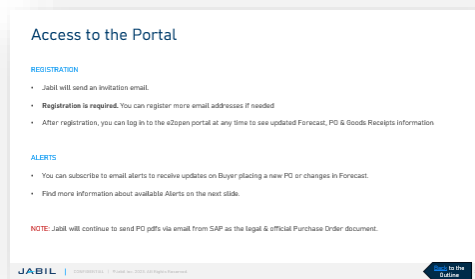 Access to the Portal
REGISTRATION
• Jabil will send an invitation email.
• Registration is required. You can register more email addresses if needed
• After registration, you can log in to the e2open portal at any time to see updated Forecast, PO & Goods Receipts information
ALERTS
• You can subscribe to email alerts to receive updates on Buyer placing a new PO or changes in Forecast.
• Find more information about available Alerts on the next slide.
NOTE: Jabil will continue to send PO pdfs via email from SAP as the legal & official Purchase Order document.
JABIL | CONFIDENTIAL | All Rights Reserved.
Back to the
Outline